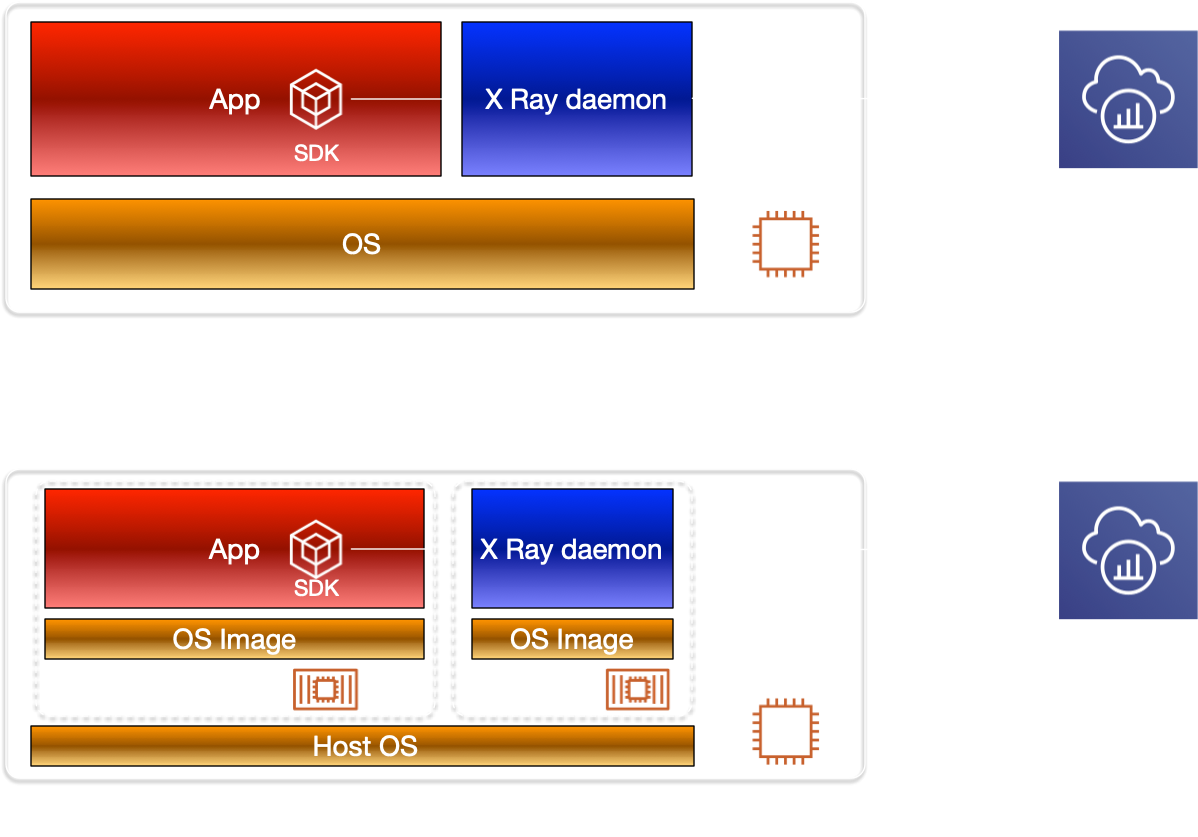 App
SDK
X Ray daemon
OS
App
SDK
X Ray daemon
OS Image
OS Image
Host OS